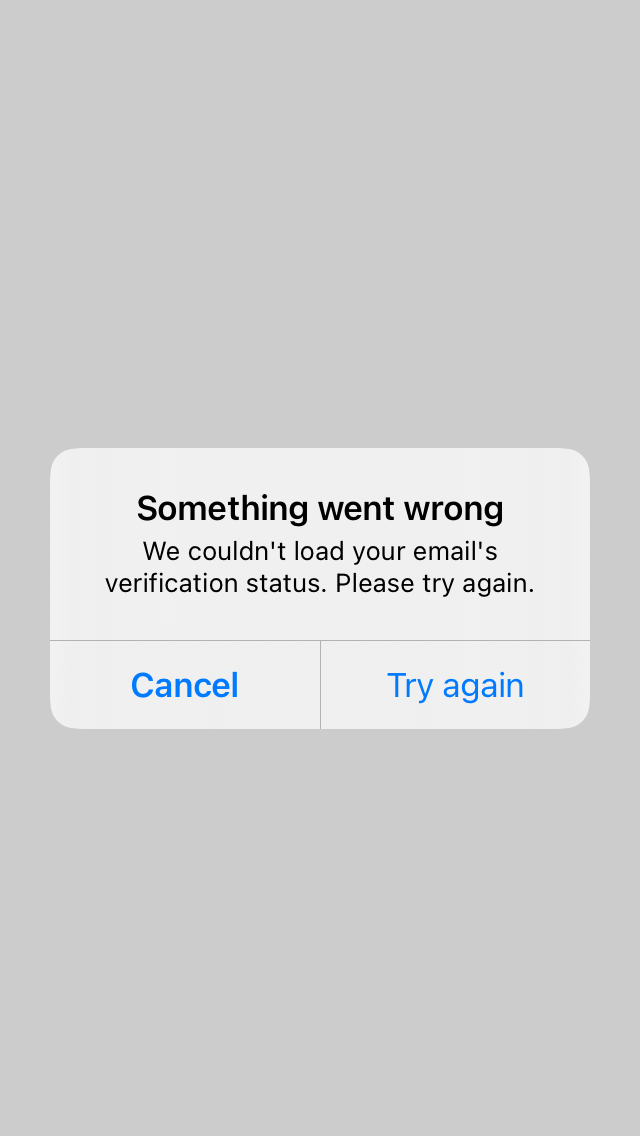 Something went wrong
We couldn't load your email's
verification status. Please try again.
Cancel
Try again